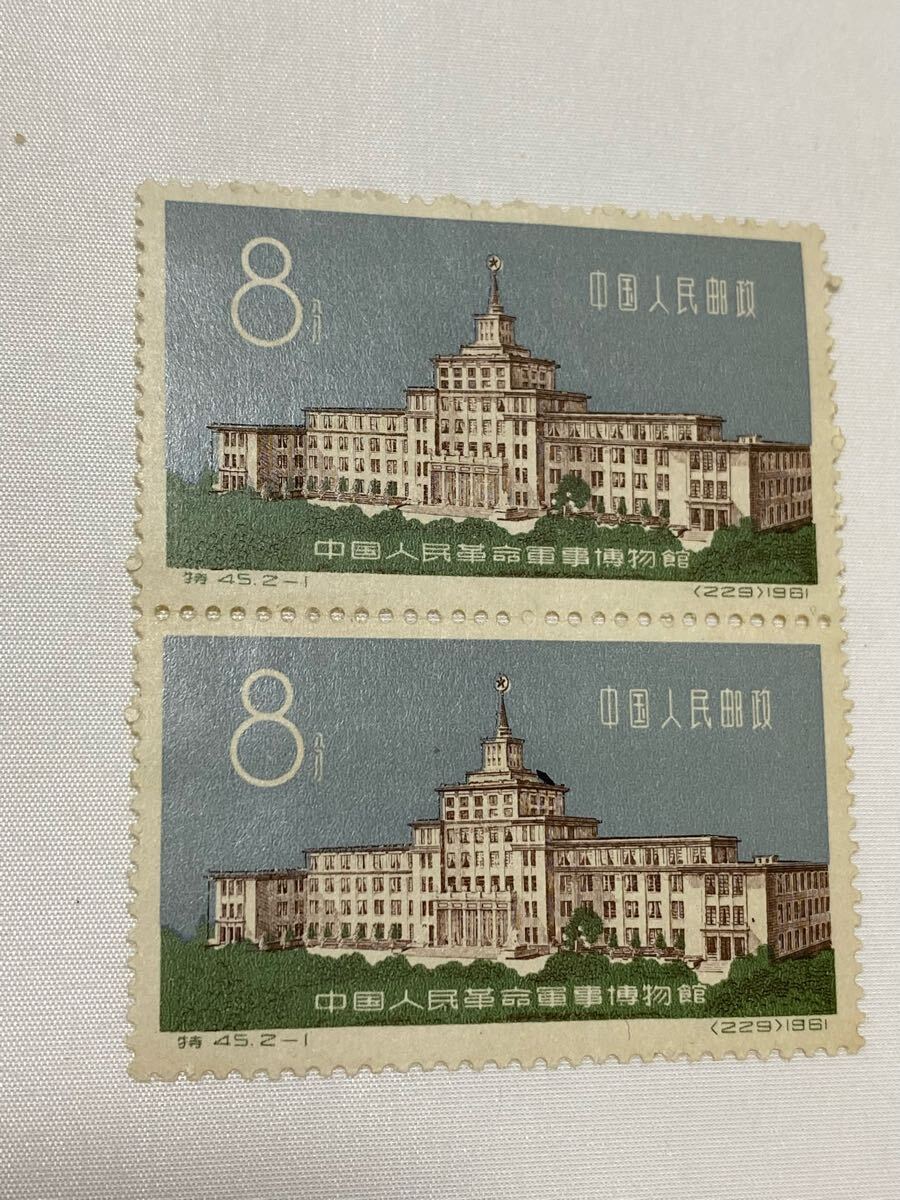 8分
中国人民邮政
中国人民革命軍事博物館
特 45.2-1
(229)1961
8分
中国人民邮政
中国人民革命軍事博物館
特 45.2-1
(229)1961